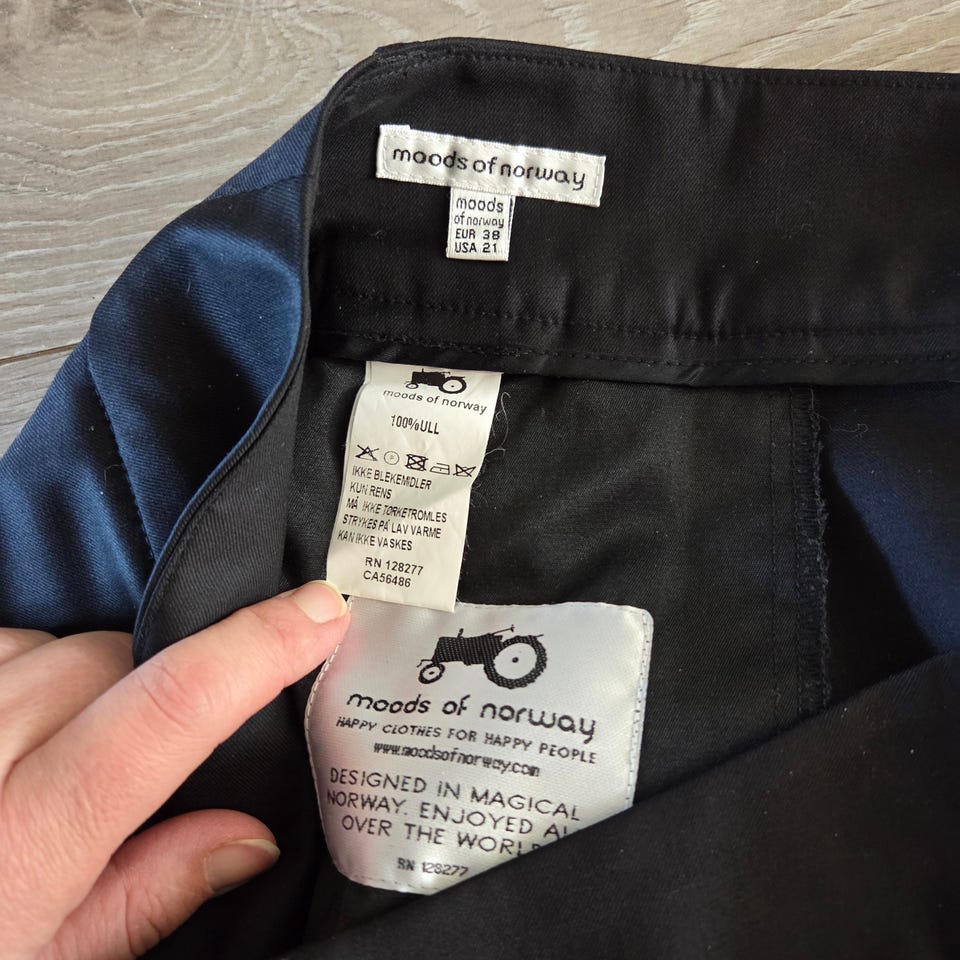 moods of norway
moods
of norway
EUR 38
USA 21
moods of norway
100%ULL
IKKE BLEKEMIDLER
KUN RENS
MÅ IKKE TØRKETROMLES
STRYKES PÅ LAV VARME
KAN IKKE VASKES
RN 128277
CA56486
moods of norway
HAPPY CLOTHES FOR HAPPY PEOPLE
www.moodsofnorway.com
DESIGNED IN MAGICAL
NORWAY. ENJOYED
OVER THE
RN 128277